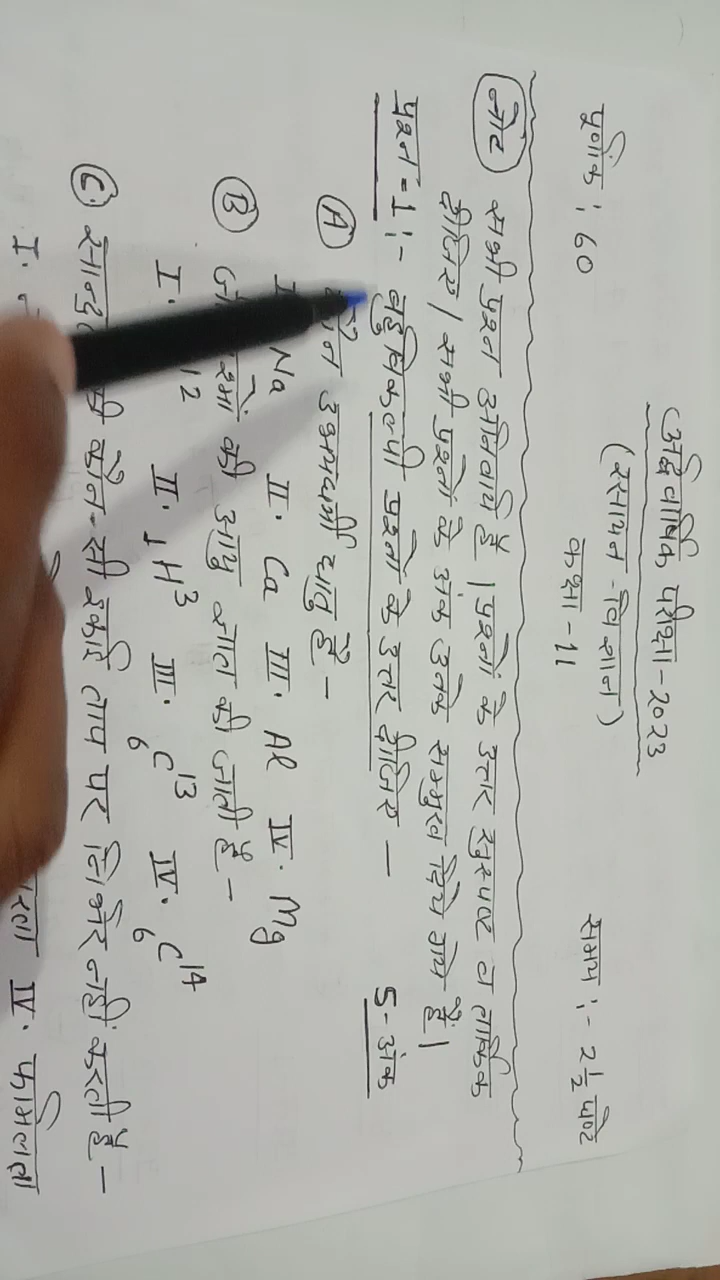 अर्द्धवार्षिक परीक्षा-2023
(रसायन-विज्ञान)
पूर्णांक : 60 कक्षा-11 समय :- 2 1/2 घण्टे
नोट सभी प्रश्न अनिवार्य हैं | प्रश्नों के उत्तर सुस्पष्ट व तार्किक
दीजिए | सभी प्रश्नों के अंक उनके सम्मुख दिये गये हैं |
प्रश्न=1 :- बहुविकल्पी प्रश्नों के उत्तर दीजिए - 5-अंक
(A) उभयधर्मी धातु है -
Na II. Ca III. Al IV. Mg
(B) की आयु ज्ञात की जाती है -
I. 12 II. 1H3 III. 6C13 IV. 6C14
(C) कौन-सी इकाई ताप पर निर्भर नहीं करती है -
I. IV. फॉर्मलता